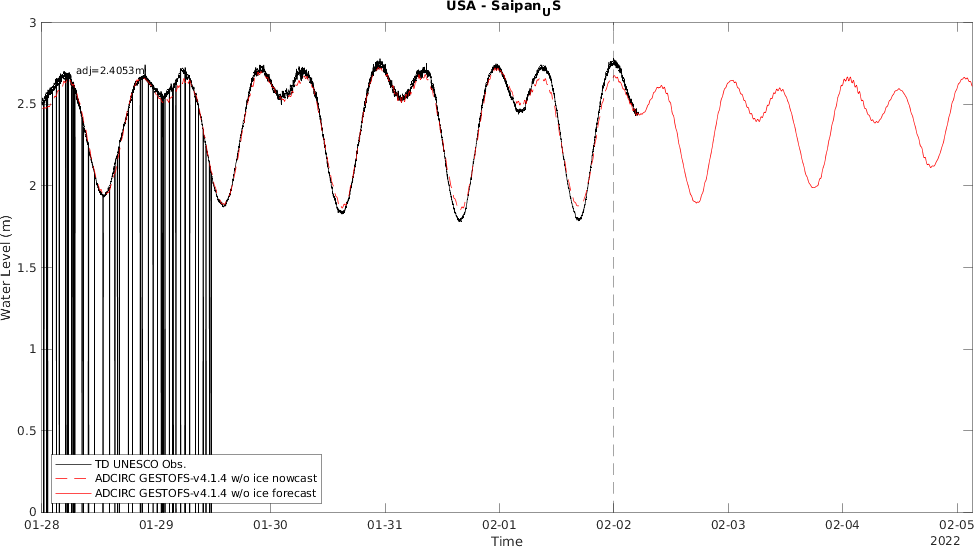 USA - Saipan_US
3
adj=2.4053m
2.5
2
1.5
1
0.5
0
Water Level (m)
TD UNESCO Obs.
ADCIRC GESTOFS-v4.1.4 w/o ice nowcast
ADCIRC GESTOFS-v4.1.4 w/o ice forecast
01-28 01-29 01-30 01-31 02-01 02-02 02-03 02-04 02-05
Time
2022